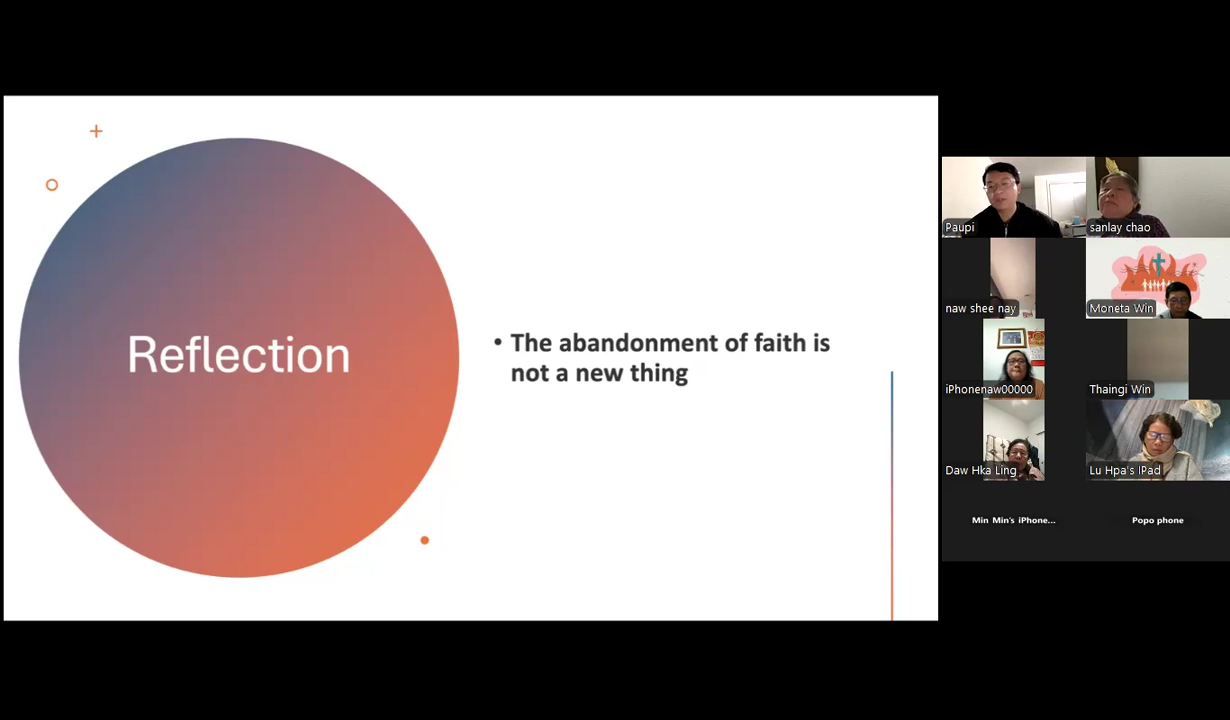 Reflection
• The abandonment of faith is
not a new thing
Paupi
sanlay chao
naw shee nay
Moneta Win
iPhonenaw00000
Thaingi Win
Daw Hka Ling
Lu Hpa's IPad
Min Min's iPhone...
Popo phone